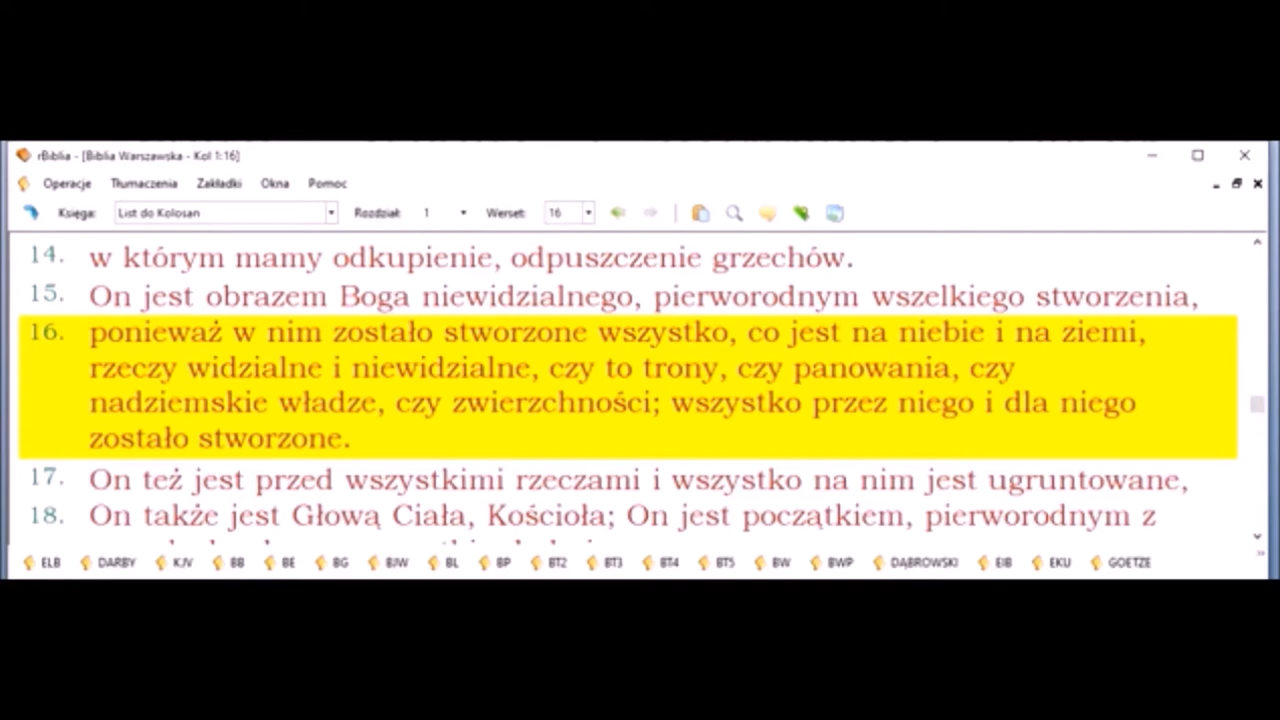 rBiblia - [Biblia Warszawska - Kol 1:16]
Operacje Tłumaczenia Zakładki Okna Pomoc
Księga: List do Kolosan Rozdział: 1 Werset: 16
14. w którym mamy odkupienie, odpuszczenie grzechów.
15. On jest obrazem Boga niewidzialnego, pierworodnym wszelkiego stworzenia,
16. ponieważ w nim zostało stworzone wszystko, co jest na niebie i na ziemi,
rzeczy widzialne i niewidzialne, czy to trony, czy panowania, czy
nadziemskie władze, czy zwierzchności; wszystko przez niego i dla niego
zostało stworzone.
17. On też jest przed wszystkimi rzeczami i wszystko na nim jest ugruntowane,
18. On także jest Głową Ciała, Kościoła; On jest początkiem, pierworodnym z
ELB DARBY KJV BB BE BG BJW BL BP BT2 BT3 BT4 BT5 BW BWP DĄBROWSKI EIB EKU GOETZE